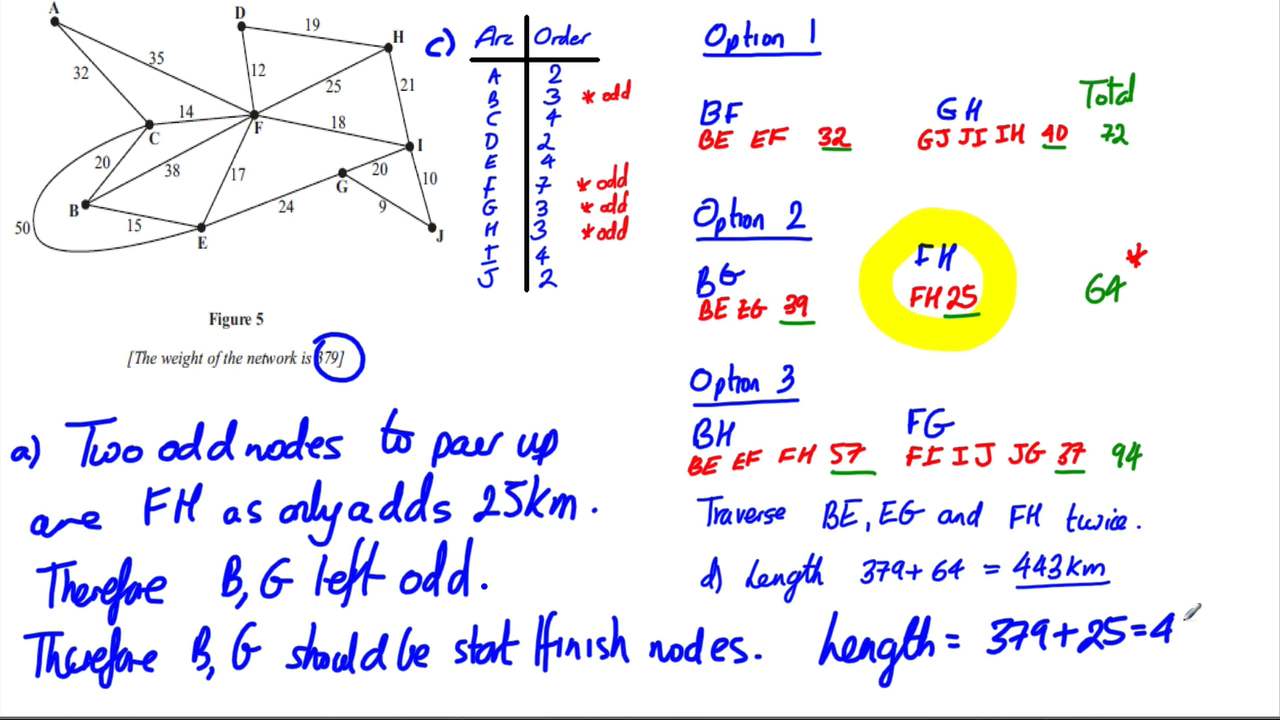 A
D
19
H
35
32
12
25
21
14
F
18
C
I
20
38
17
G
20
10
B
24
9
15
50
E
J
Figure 5
[The weight of the network is 379]
c) Arc Order
A 2
B 3 * odd
C 4
D 2
E 4
F 7 * odd
G 3 * odd
H 3 * odd
I 4
J 2
Option 1
BF GH Total
BE EF 32 GJ JI IH 40 72
Option 2
BG FH *
BE EG 39 FH 25 64
Option 3
BH FG
BE EF FH 57 FI IJ JG 37 94
Traverse BE, EG and FH twice.
d) Length 379 + 64 = 443km
a) Two odd nodes to pair up
are FH as only adds 25km.
Therefore B, G left odd.
Therefore B, G should be start/finish nodes. Length = 379+25=4